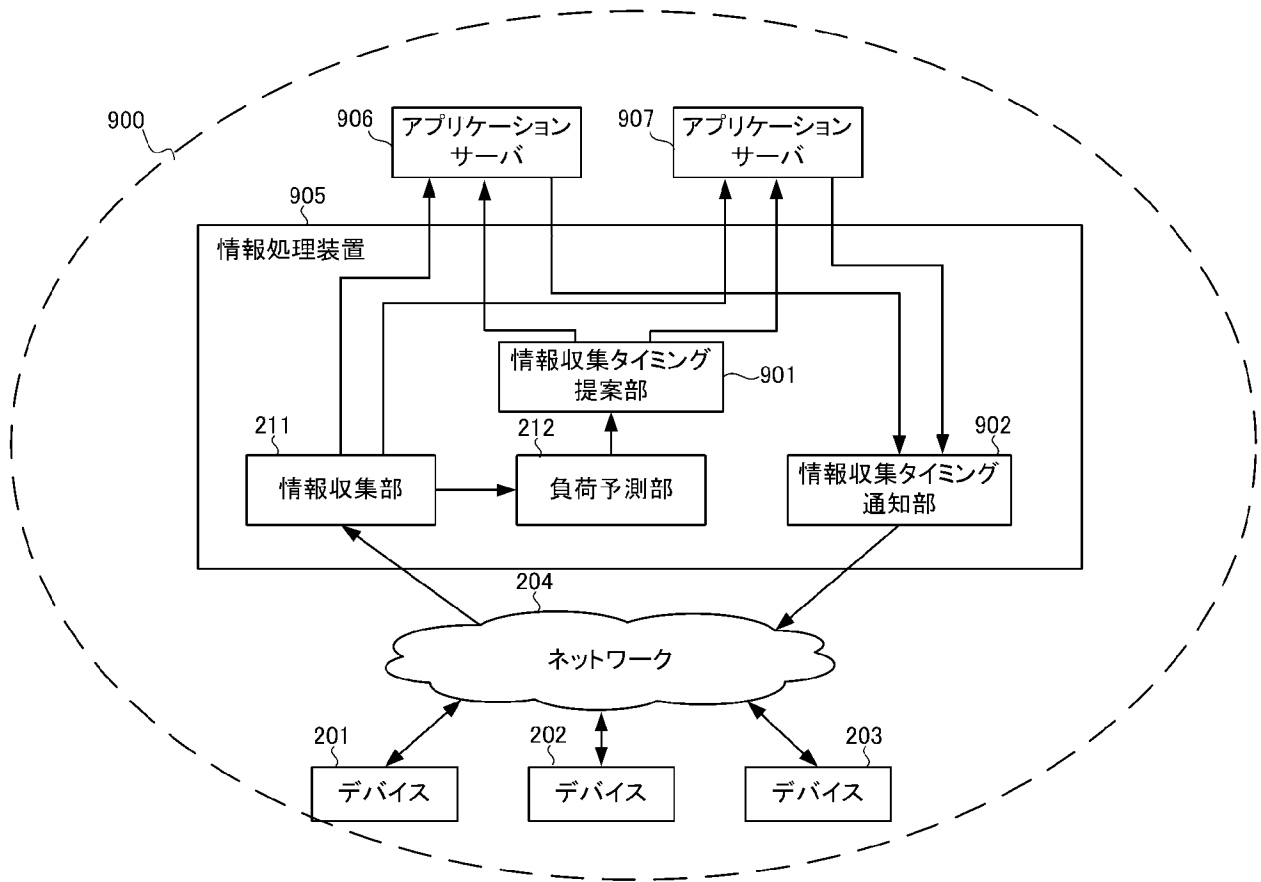 900
906
アプリケーション
サーバ
907
アプリケーション
サーバ
905
情報処理装置
情報収集タイミング
提案部
901
211
情報収集部
212
負荷予測部
902
情報収集タイミング
通知部
204
ネットワーク
201
デバイス
202
デバイス
203
デバイス